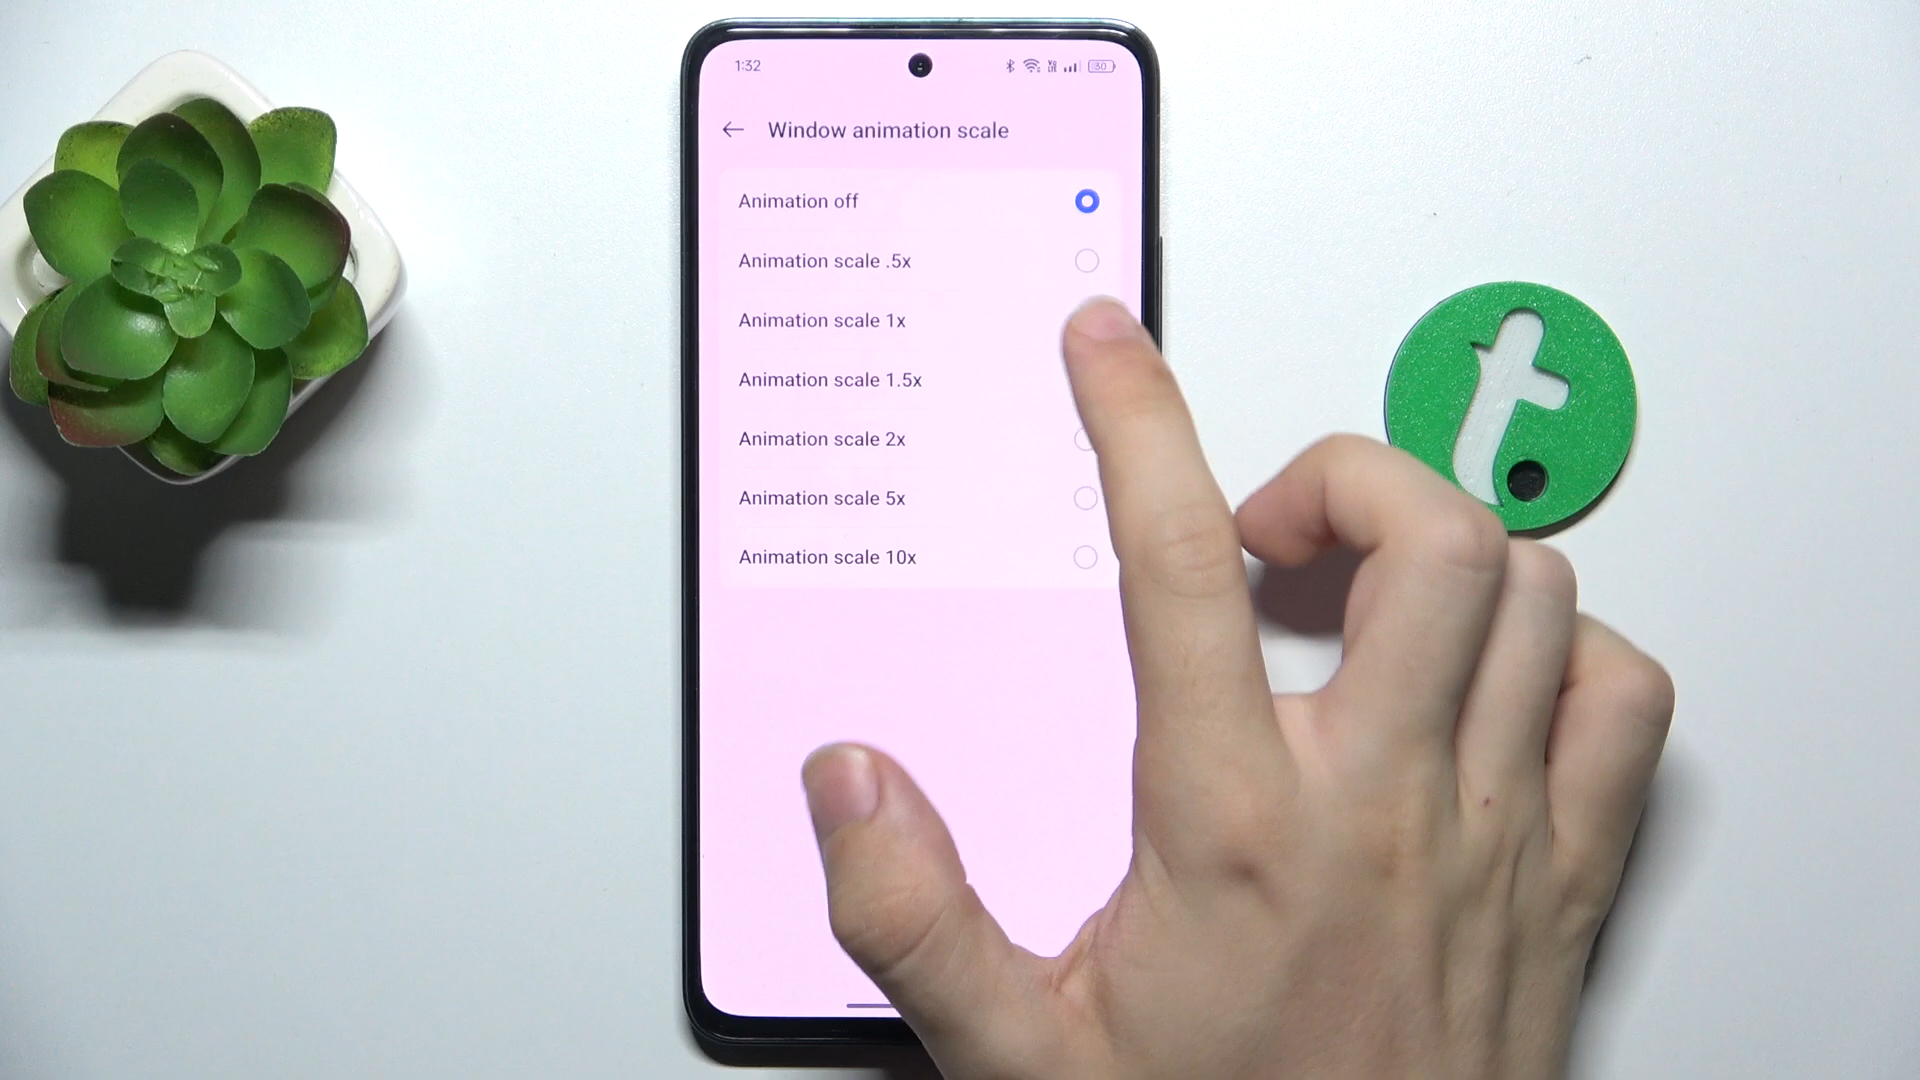 1:32
30
Window animation scale
Animation off
Animation scale .5x
Animation scale 1x
Animation scale 1.5x
Animation scale 2x
Animation scale 5x
Animation scale 10x
t